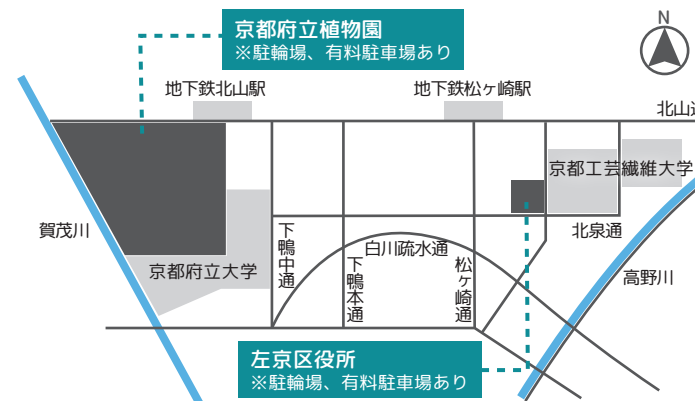 京都府立植物園
※駐輪場、有料駐車場あり
N
地下鉄北山駅
地下鉄松ヶ崎駅
北山通
京都工芸繊維大学
賀茂川
京都府立大学
下鴨中通
下鴨本通
白川疏水通
松ヶ崎通
北泉通
高野川
左京区役所
※駐輪場、有料駐車場あり